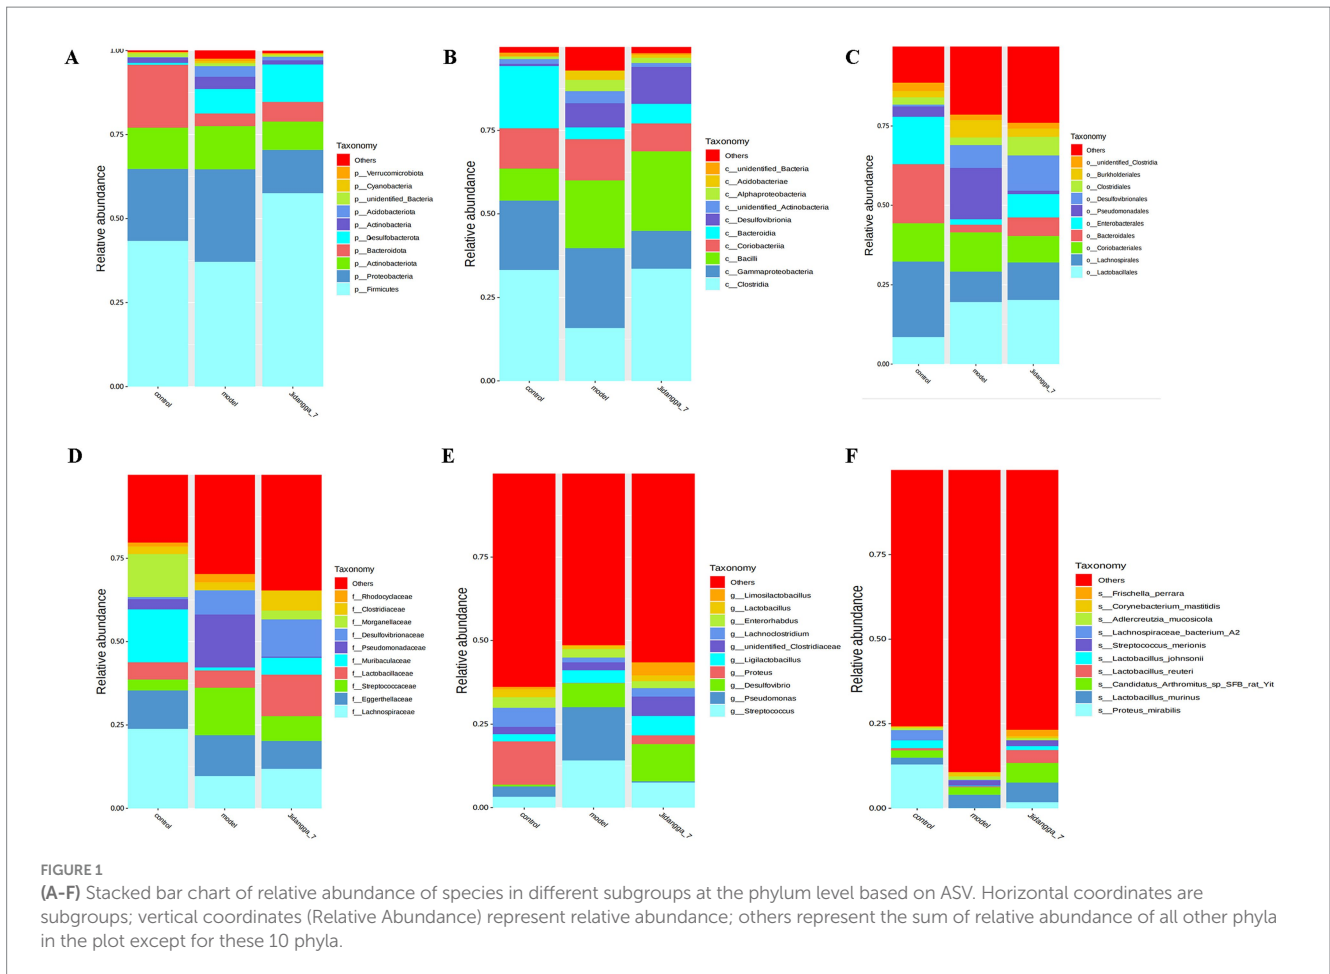 A
Relative abundance
1.00
0.75
0.50
0.25
0.00
control
model
Jidangga_7
Taxonomy
Others
p__Verrucomicrobiota
p__Cyanobacteria
p__unidentified_Bacteria
p__Acidobacteriota
p__Actinobacteria
p__Desulfobacterota
p__Bacteroidota
p__Actinobacteriota
p__Proteobacteria
p__Firmicutes
B
Relative abundance
0.75
0.50
0.25
0.00
control
model
Jidangga_7
Taxonomy
Others
c__unidentified_Bacteria
c__Acidobacteriae
c__Alphaproteobacteria
c__unidentified_Actinobacteria
c__Desulfovibrionia
c__Bacteroidia
c__Coriobacteriia
c__Bacilli
c__Gammaproteobacteria
c__Clostridia
C
Relative abundance
0.75
0.50
0.25
0.00
control
model
Jidangga_7
Taxonomy
Others
o__unidentified_Clostridia
o__Burkholderiales
o__Clostridiales
o__Desulfovibrionales
o__Pseudomonadales
o__Enterobacterales
o__Bacteroidales
o__Coriobacteriales
o__Lachnospirales
o__Lactobacillales
D
Relative abundance
0.75
0.50
0.25
0.00
control
model
Jidangga_7
Taxonomy
Others
f__Rhodocydaceae
f__Clostridiaceae
f__Morganellaceae
f__Desulfovibrionaceae
f__Pseudomonadaceae
f__Muribaculaceae
f__Lactobacillaceae
f__Streptococcaceae
f__Eggerthellaceae
f__Lachnospiraceae
E
Relative abundance
0.75
0.50
0.25
0.00
control
model
Jidangga_7
Taxonomy
Others
g__Limosilactobacillus
g__Lactobacillus
g__Enterorhabdus
g__Lachnodostridium
g__unidentified_Clostridiaceae
g__Ligilactobacillus
g__Proteus
g__Desulfovibrio
g__Pseudomonas
g__Streptococcus
F
Relative abundance
0.75
0.50
0.25
0.00
control
model
Jidangga_7
Taxonomy
Others
s__Frischella_perrara
s__Corynebacterium_mastitidis
s__Adlercreutzia_mucosicola
s__Lachnospiraceae_bacterium_A2
s__Streptococcus_merionis
s__Lactobacillus_johnsonii
s__Lactobacillus_reuteri
s__Candidatus_Arthromitus_sp_SFB_rat_Yit
s__Lactobacillus_murinus
s__Proteus_mirabilis
FIGURE 1
(A-F) Stacked bar chart of relative abundance of species in different subgroups at the phylum level based on ASV. Horizontal coordinates are
subgroups; vertical coordinates (Relative Abundance) represent relative abundance; others represent the sum of relative abundance of all other phyla
in the plot except for these 10 phyla.